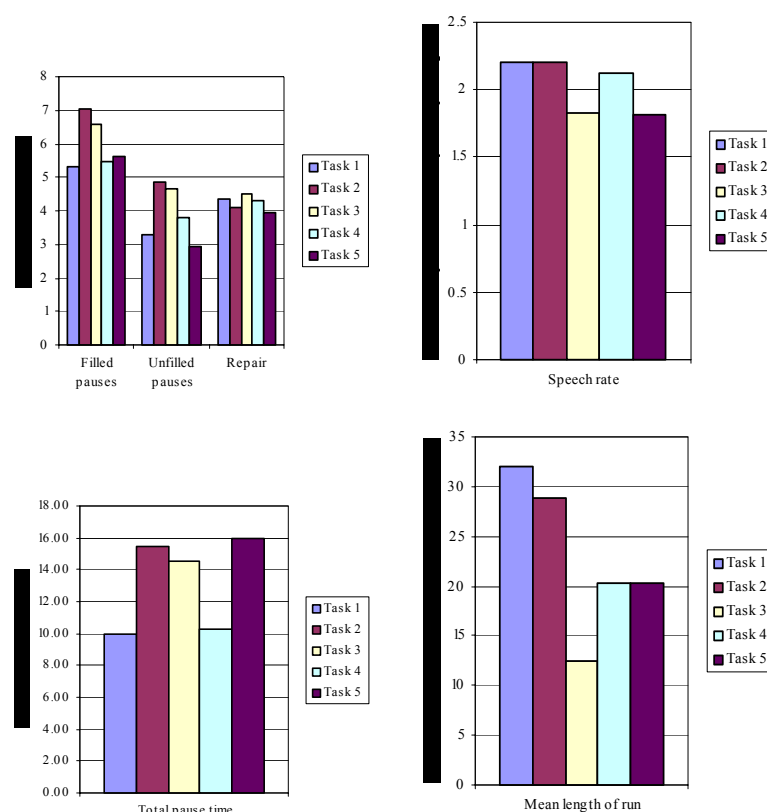 8
7
6
5
4
3
2
1
0
Filled
pauses
Unfilled
pauses
Repair
Task 1
Task 2
Task 3
Task 4
Task 5
2.5
2
1.5
1
0.5
0
Speech rate
Task 1
Task 2
Task 3
Task 4
Task 5
18.00
16.00
14.00
12.00
10.00
8.00
6.00
4.00
2.00
0.00
Total pause time
Task 1
Task 2
Task 3
Task 4
Task 5
35
30
25
20
15
10
5
0
Mean length of run
Task 1
Task 2
Task 3
Task 4
Task 5